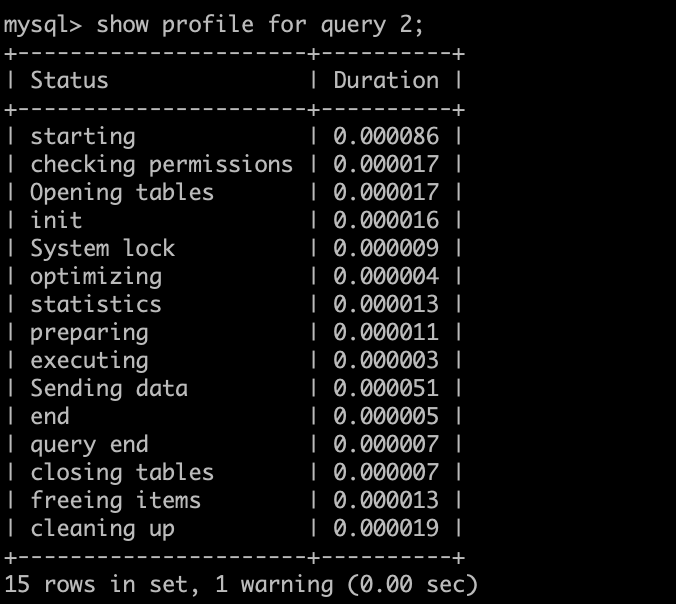 mysql> show profile for query 2;
+----------------------+----------+
| Status               | Duration |
+----------------------+----------+
| starting             | 0.000086 |
| checking permissions | 0.000017 |
| Opening tables       | 0.000017 |
| init                 | 0.000016 |
| System lock          | 0.000009 |
| optimizing           | 0.000004 |
| statistics           | 0.000013 |
| preparing            | 0.000011 |
| executing            | 0.000003 |
| Sending data         | 0.000051 |
| end                  | 0.000005 |
| query end            | 0.000007 |
| closing tables       | 0.000007 |
| freeing items        | 0.000013 |
| cleaning up          | 0.000019 |
+----------------------+----------+
15 rows in set, 1 warning (0.00 sec)